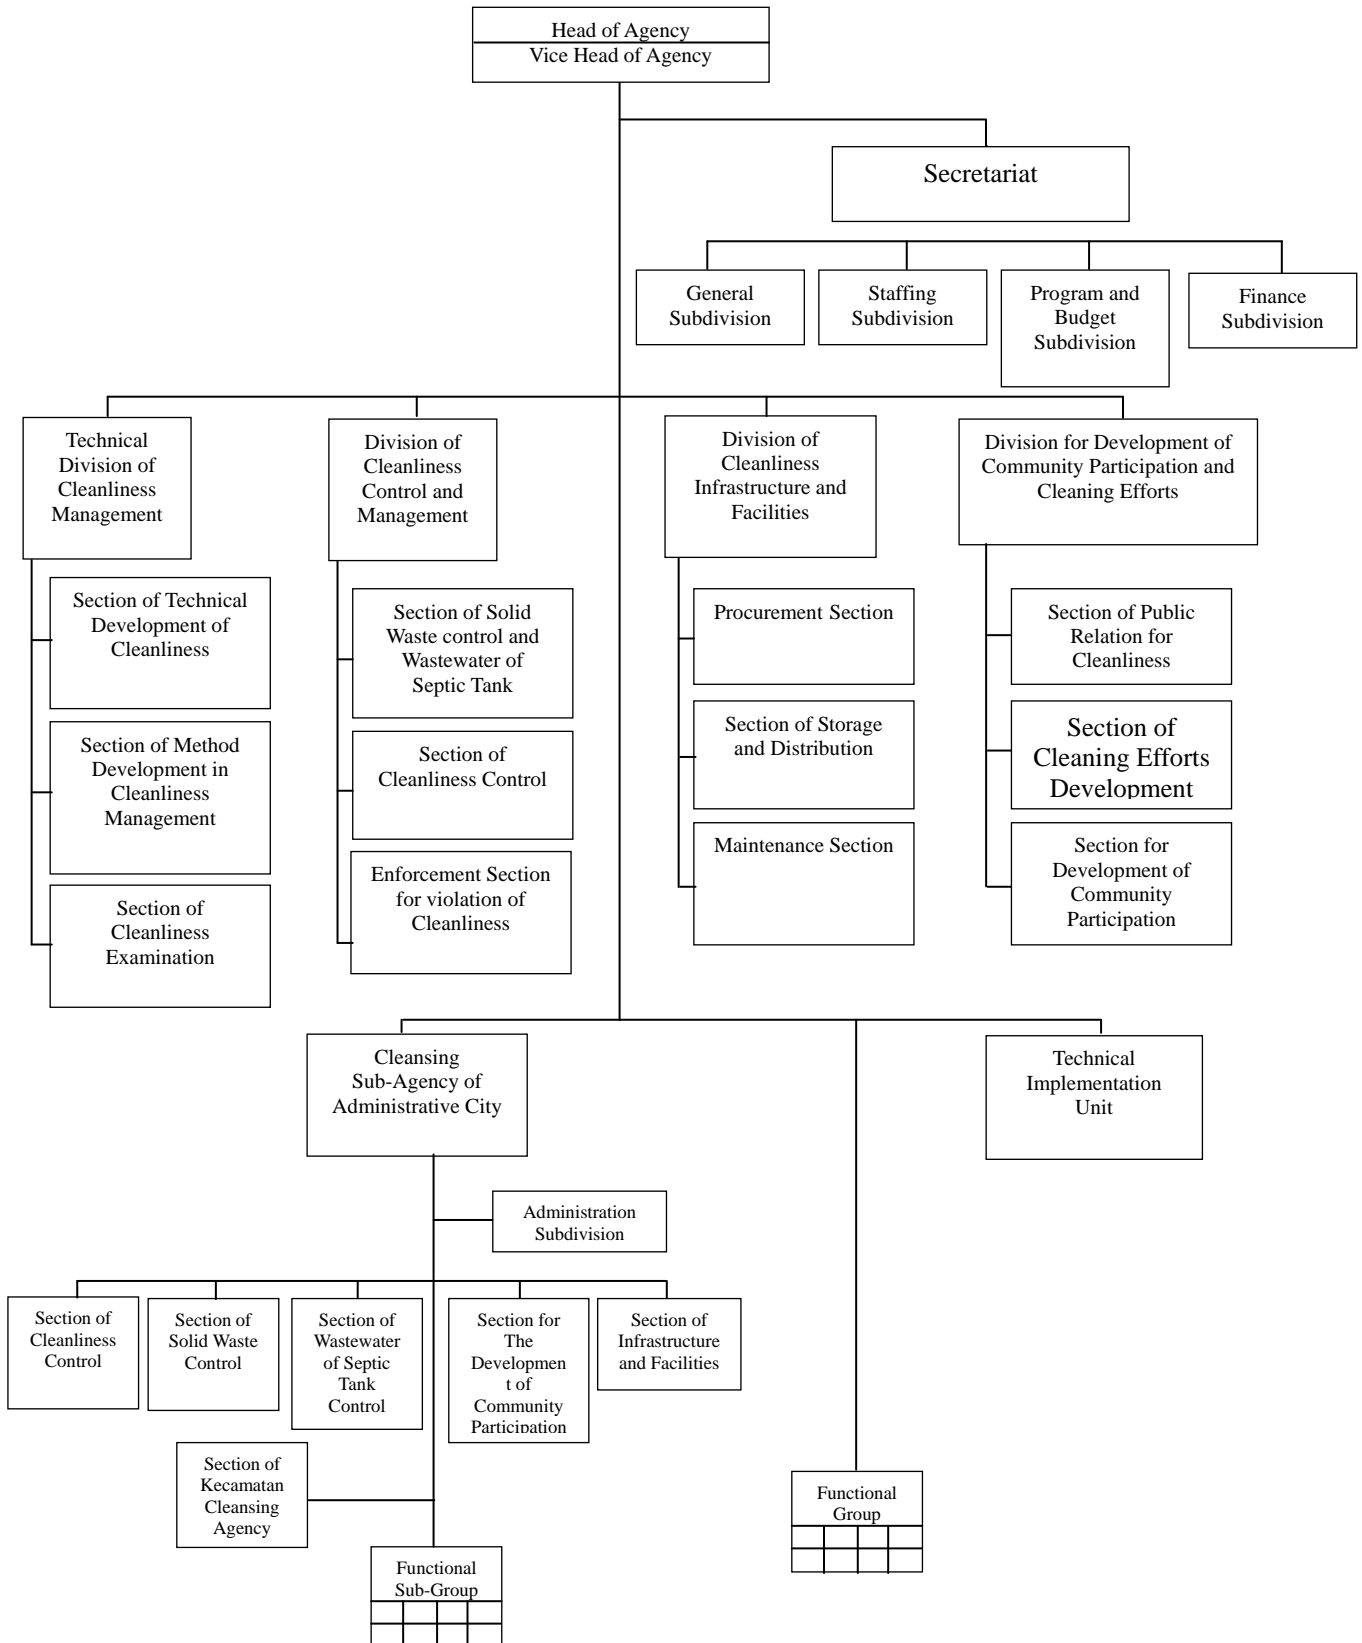 Head of Agency
Vice Head of Agency
Secretariat
General
Subdivision
Staffing
Subdivision
Program and
Budget
Subdivision
Finance
Subdivision
Technical
Division of
Cleanliness
Management
Division of
Cleanliness
Control and
Management
Division of
Cleanliness
Infrastructure and
Facilities
Division for Development of
Community Participation and
Cleaning Efforts
Section of Technical
Development of
Cleanliness
Section of Method
Development in
Cleanliness
Management
Section of
Cleanliness
Examination
Section of Solid
Waste control and
Wastewater of
Septic Tank
Section of
Cleanliness Control
Enforcement Section
for violation of
Cleanliness
Procurement Section
Section of Storage
and Distribution
Maintenance Section
Section of Public
Relation for
Cleanliness
Section of
Cleaning Efforts
Development
Section for
Development of
Community
Participation
Cleansing
Sub-Agency of
Administrative City
Technical
Implementation
Unit
Administration
Subdivision
Section of
Cleanliness
Control
Section of
Solid Waste
Control
Section of
Wastewater
of Septic
Tank
Control
Section for
The
Developmen
t of
Community
Participation
Section of
Infrastructure
and Facilities
Section of
Kecamatan
Cleansing
Agency
Functional
Group
Functional
Sub-Group